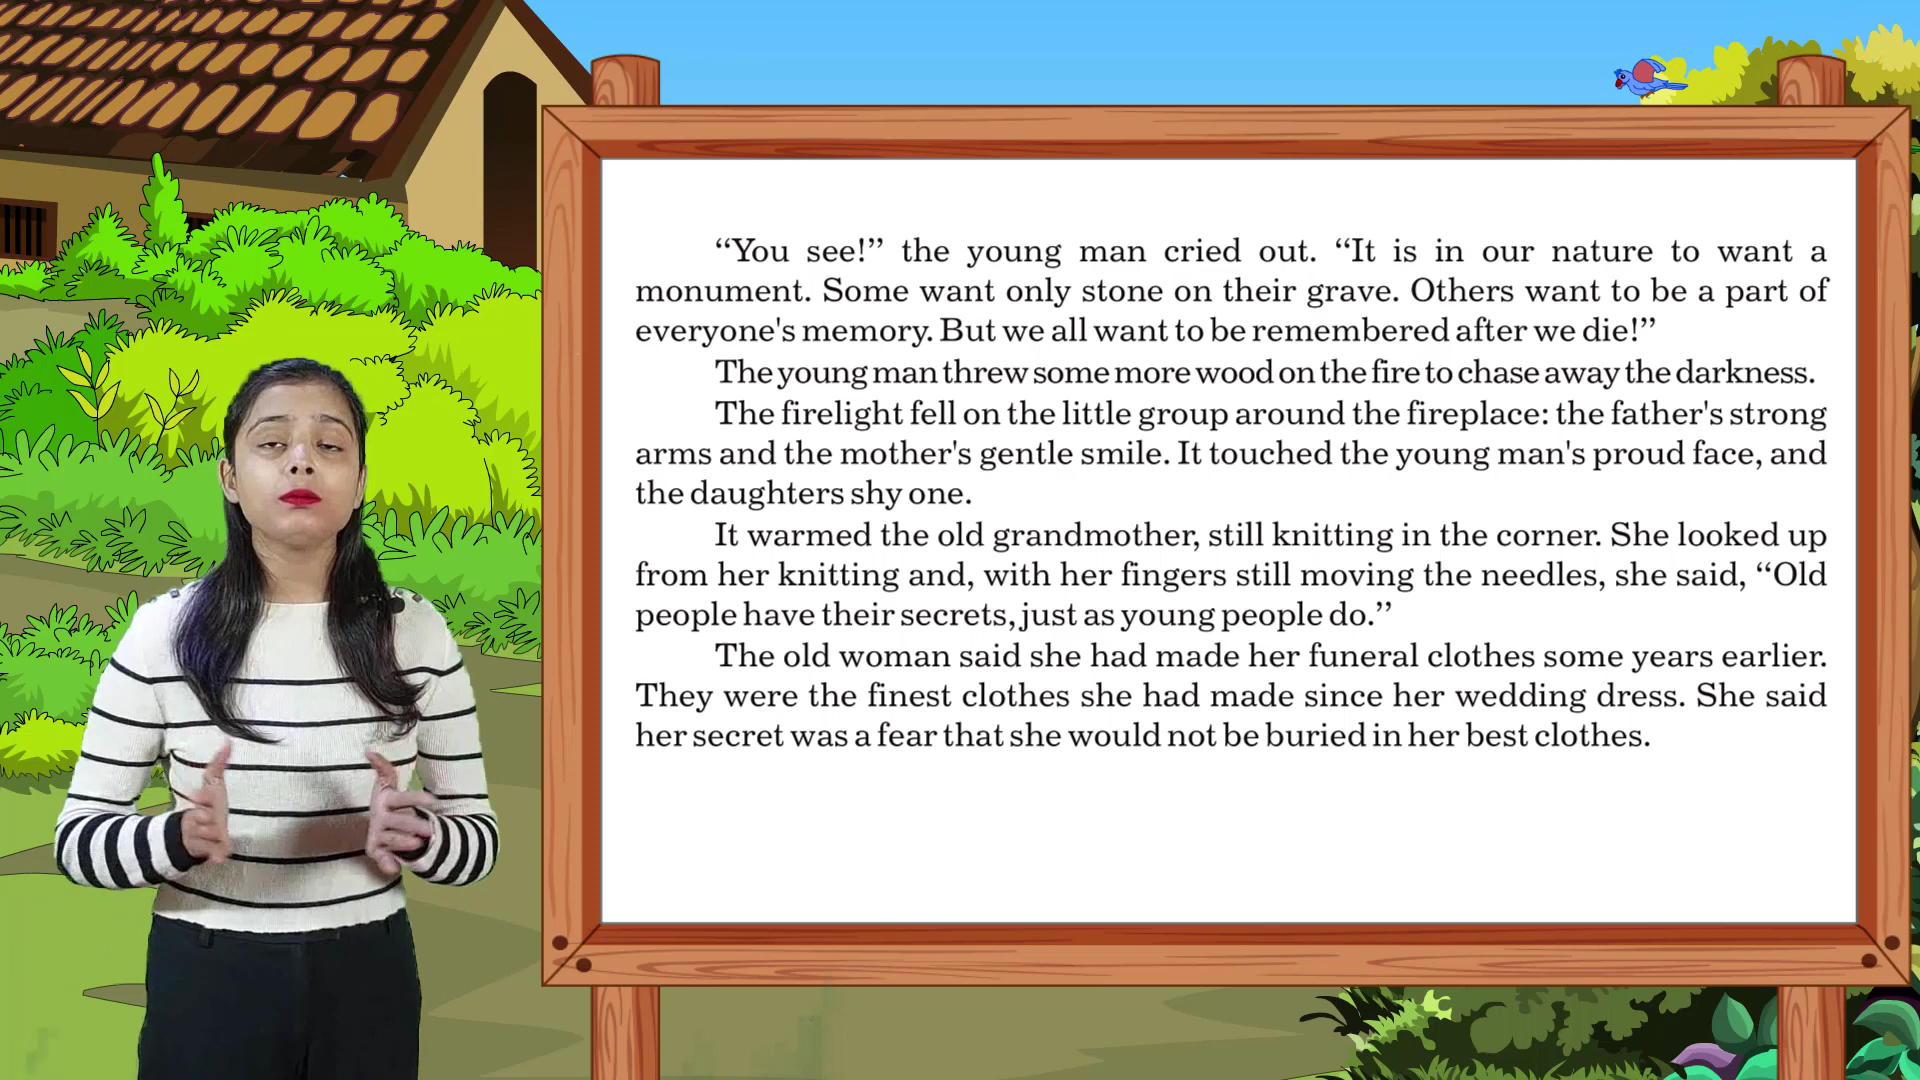 “You see!” the young man cried out. “It is in our nature to want a
monument. Some want only stone on their grave. Others want to be a part of
everyone's memory. But we all want to be remembered after we die!”
The young man threw some more wood on the fire to chase away the darkness.
The firelight fell on the little group around the fireplace: the father's strong
arms and the mother's gentle smile. It touched the young man's proud face, and
the daughters shy one.
It warmed the old grandmother, still knitting in the corner. She looked up
from her knitting and, with her fingers still moving the needles, she said, “Old
people have their secrets, just as young people do.”
The old woman said she had made her funeral clothes some years earlier.
They were the finest clothes she had made since her wedding dress. She said
her secret was a fear that she would not be buried in her best clothes.